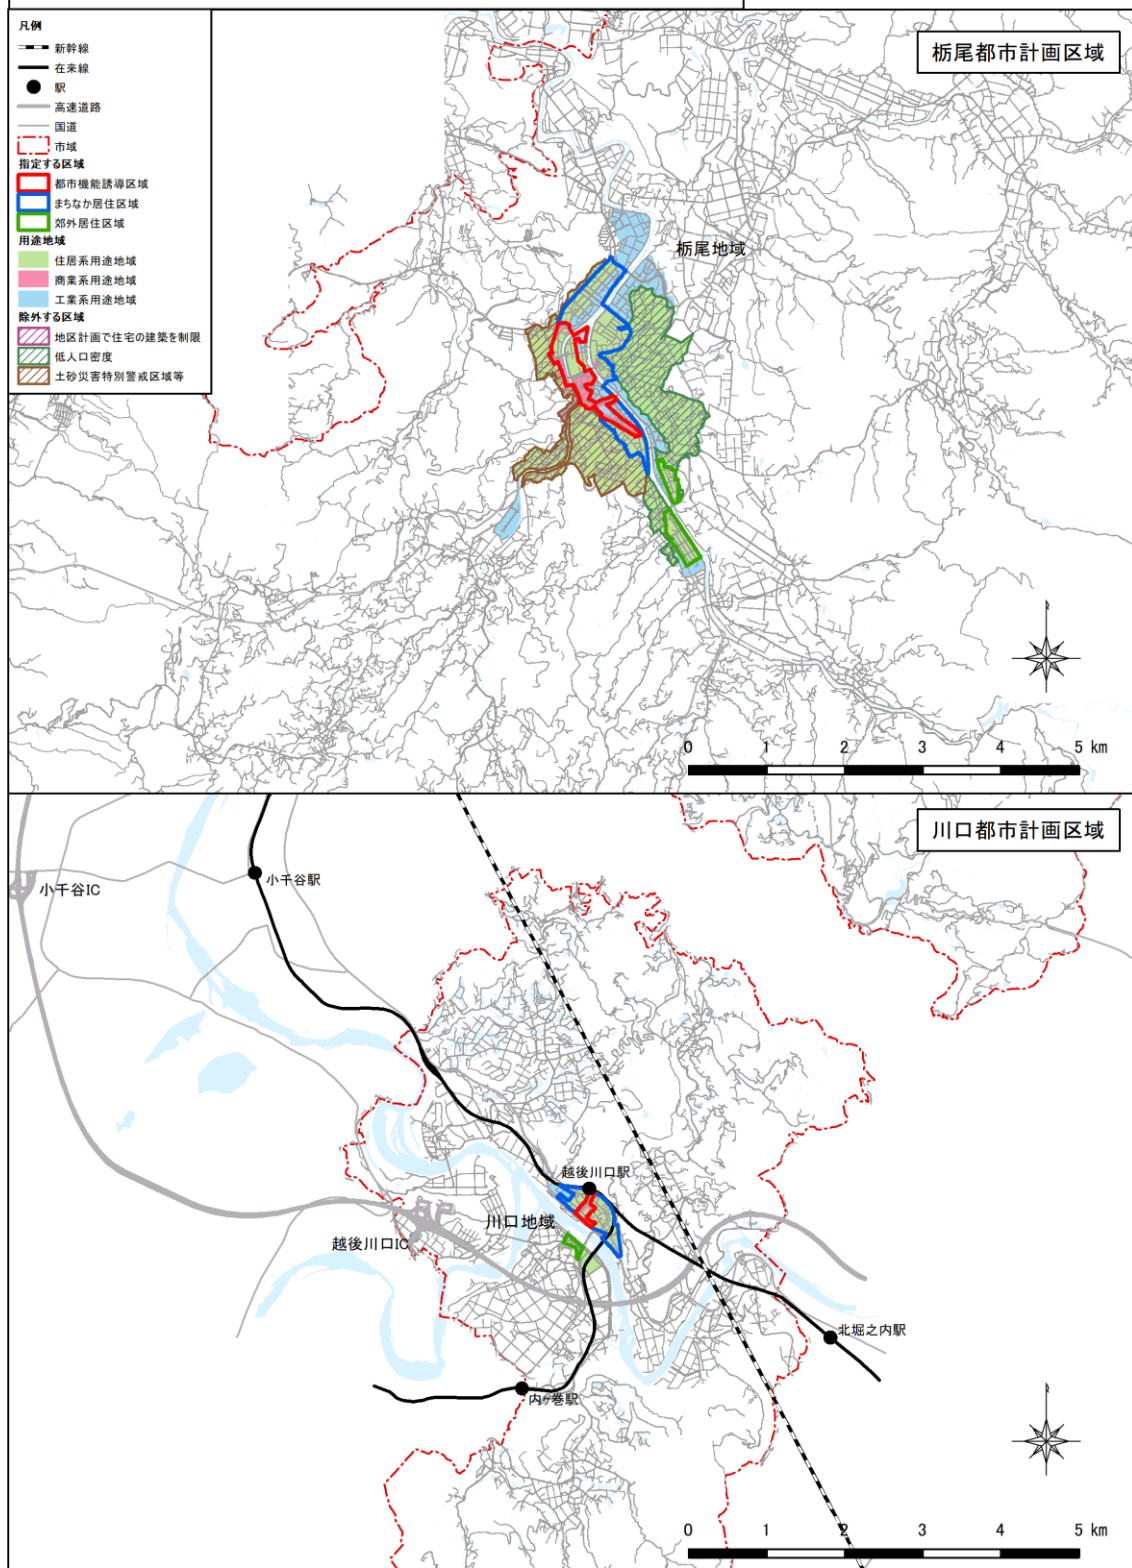 凡例
新幹線
在来線
駅
高速道路
国道
市域
指定する区域
都市機能誘導区域
まちなか居住区域
郊外居住区域
用途地域
住居系用途地域
商業系用途地域
工業系用途地域
除外する区域
地区計画で住宅の建築を制限
低人口密度
土砂災害特別警戒区域等
栃尾都市計画区域
栃尾地域
0 1 2 3 4 5 km
川口都市計画区域
小千谷IC
小千谷駅
越後川口駅
川口地域
越後川口IC
北堀之内駅
内ヶ巻駅
0 1 2 3 4 5 km